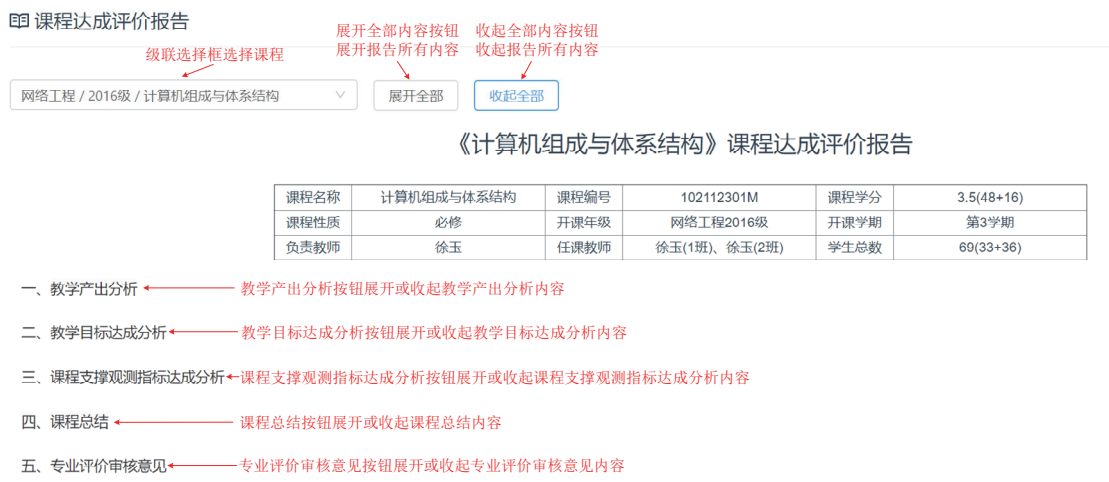 课程达成评价报告
展开全部内容按钮 收起全部内容按钮
展开报告所有内容 收起报告所有内容
级联选择框选择课程
网络工程 / 2016级 / 计算机组成与体系结构 展开全部 收起全部
《计算机组成与体系结构》课程达成评价报告
课程名称 计算机组成与体系结构 课程编号 102112301M 课程学分 3.5(48+16)
课程性质 必修 开课年级 网络工程2016级 开课学期 第3学期
负责教师 徐玉 任课教师 徐玉(1班)、徐玉(2班) 学生总数 69(33+36)
一、教学产出分析 教学产出分析按钮展开或收起教学产出分析内容
二、教学目标达成分析 教学目标达成分析按钮展开或收起教学目标达成分析内容
三、课程支撑观测指标达成分析 课程支撑观测指标达成分析按钮展开或收起课程支撑观测指标达成分析内容
四、课程总结 课程总结按钮展开或收起课程总结内容
五、专业评价审核意见 专业评价审核意见按钮展开或收起专业评价审核意见内容